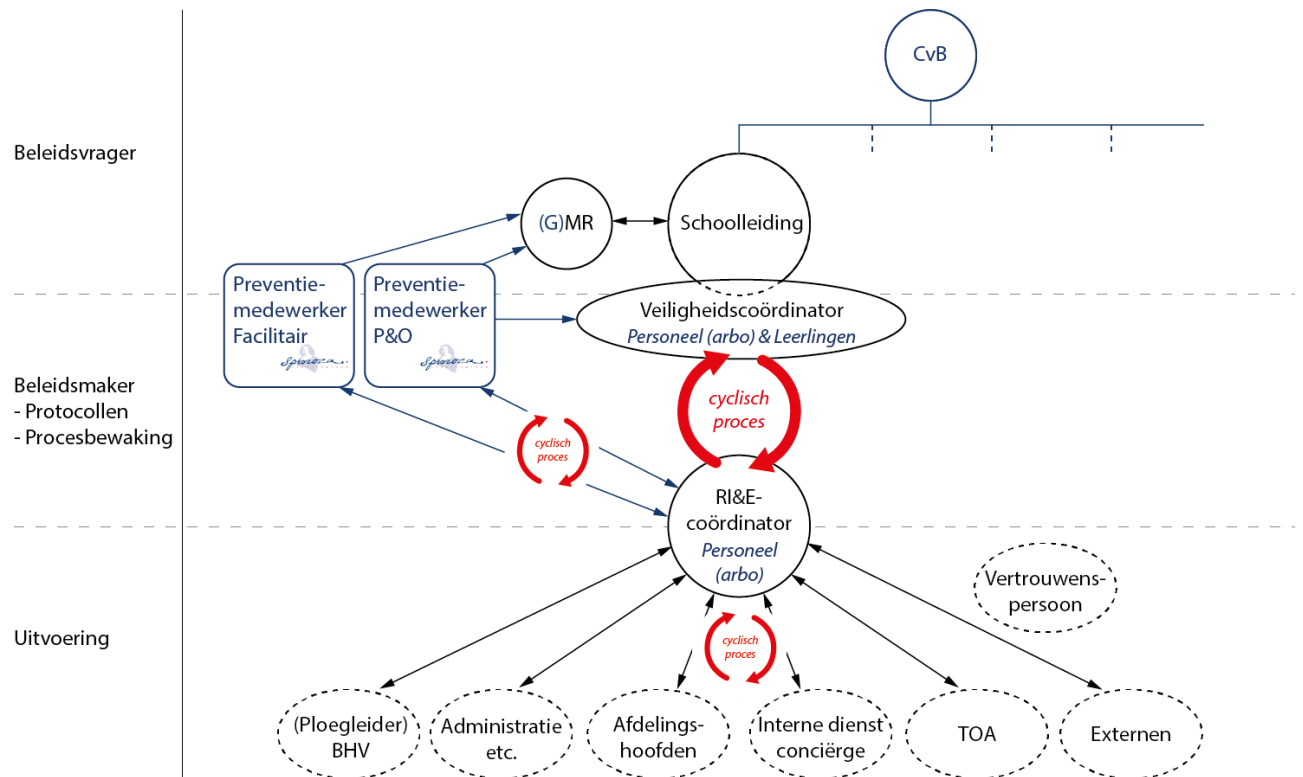 CvB
Beleidsvrager
(G)MR
Schoolleiding
Preventie-
medewerker
Facilitair
Spinoza
Preventie-
medewerker
P&O
Spinoza
Veiligheidscoördinator
Personeel (arbo) & Leerlingen
Beleidsmaker
- Protocollen
- Procesbewaking
cyclisch
proces
cyclisch
proces
RI&E-
coördinator
Personeel
(arbo)
Vertrouwens-
persoon
Uitvoering
cyclisch
proces
(Ploegleider)
BHV
Administratie
etc.
Afdelings-
hoofden
Interne dienst
conciërge
TOA
Externen